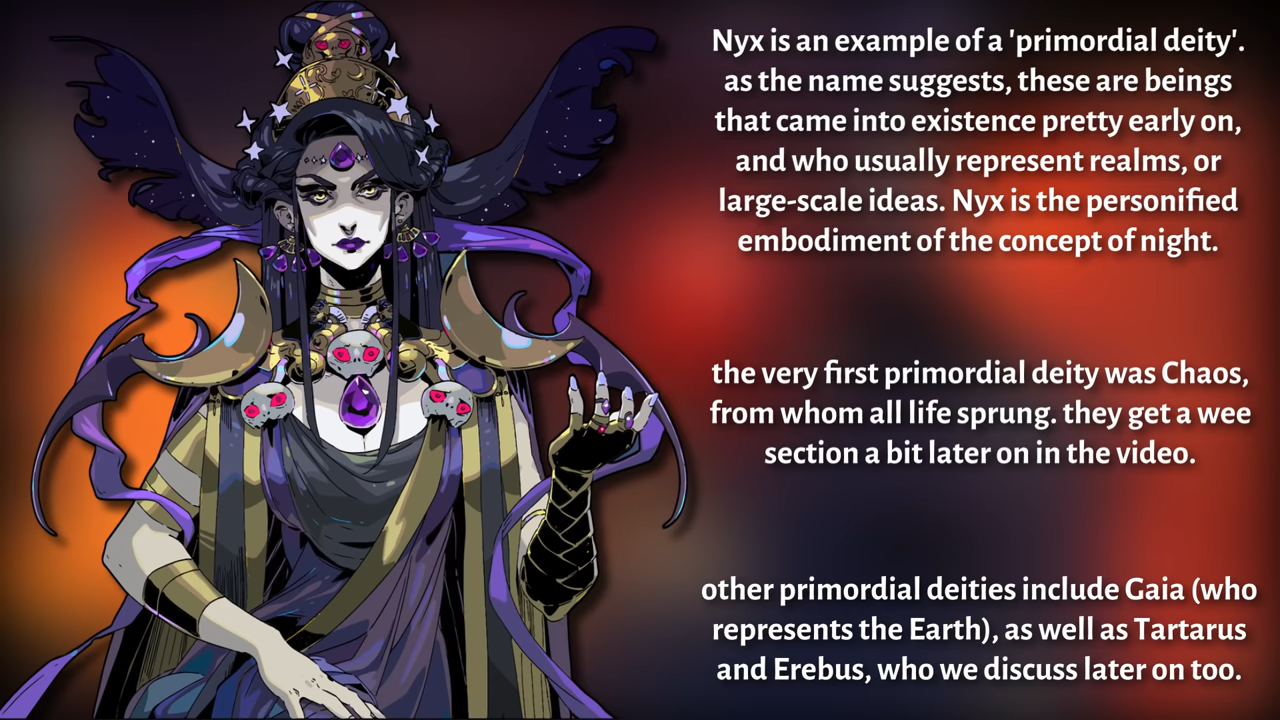 Nyx is an example of a 'primordial deity'.
as the name suggests, these are beings
that came into existence pretty early on,
and who usually represent realms, or
large-scale ideas. Nyx is the personified
embodiment of the concept of night.
the very first primordial deity was Chaos,
from whom all life sprung. they get a wee
section a bit later on in the video.
other primordial deities include Gaia (who
represents the Earth), as well as Tartarus
and Erebus, who we discuss later on too.